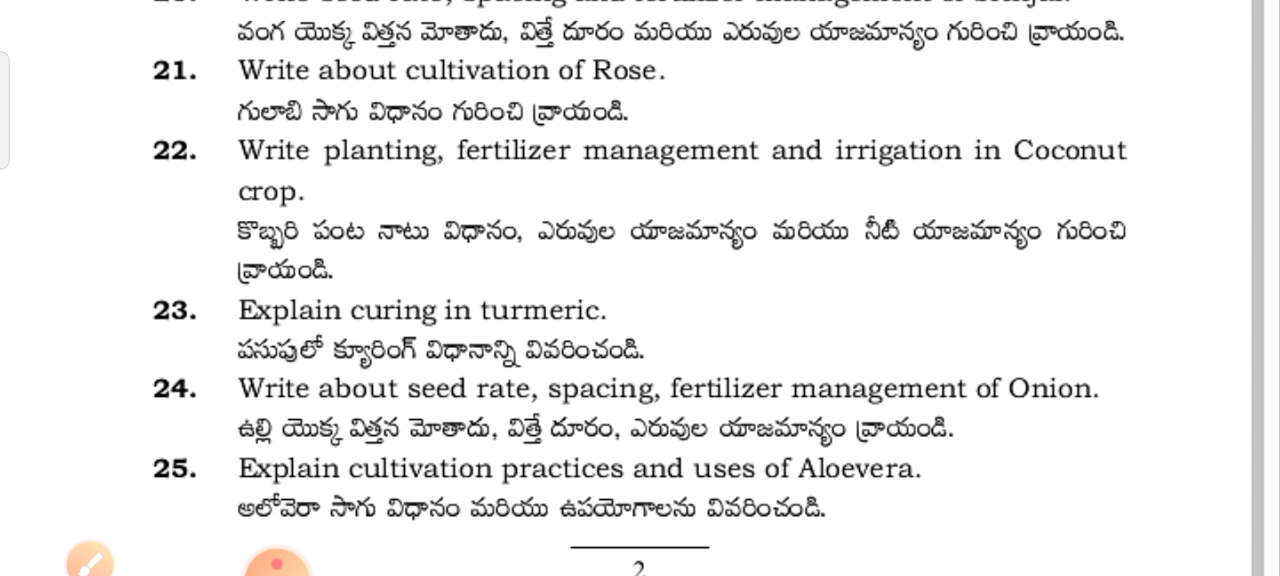 వంగ యొక్క విత్తన మోతాదు, విత్తే దూరం మరియు ఎరువుల యాజమాన్యం గురించి వ్రాయండి.
21. Write about cultivation of Rose.
గులాబి సాగు విధానం గురించి వ్రాయండి.
22. Write planting, fertilizer management and irrigation in Coconut
crop.
కొబ్బరి పంట నాటు విధానం, ఎరువుల యాజమాన్యం మరియు నీటి యాజమాన్యం గురించి
వ్రాయండి.
23. Explain curing in turmeric.
పసుపులో క్యూరింగ్ విధానాన్ని వివరించండి.
24. Write about seed rate, spacing, fertilizer management of Onion.
ఉల్లి యొక్క విత్తన మోతాదు, విత్తే దూరం, ఎరువుల యాజమాన్యం వ్రాయండి.
25. Explain cultivation practices and uses of Aloevera.
అలోవెరా సాగు విధానం మరియు ఉపయోగాలను వివరించండి.
2